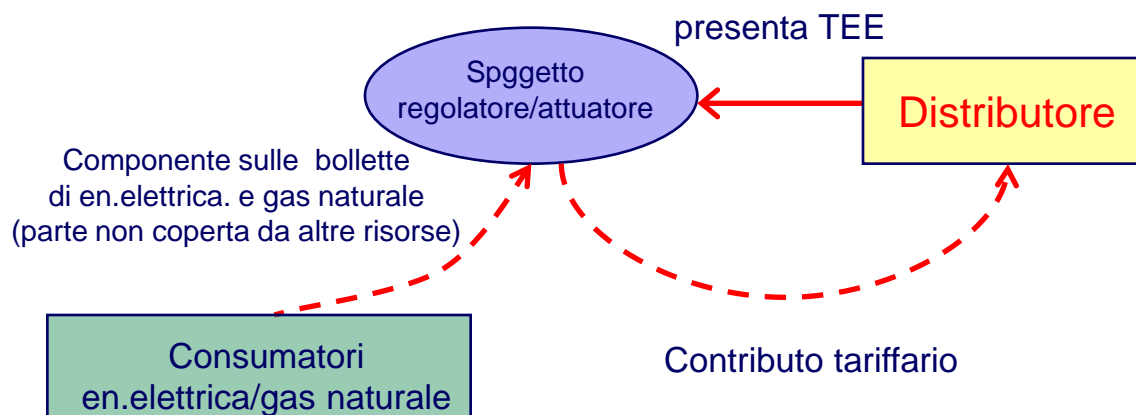 presenta TEE
Spggetto
regolatore/attuatore
Distributore
Componente sulle bollette
di en.elettrica. e gas naturale
(parte non coperta da altre risorse)
Consumatori
en.elettrica/gas naturale
Contributo tariffario